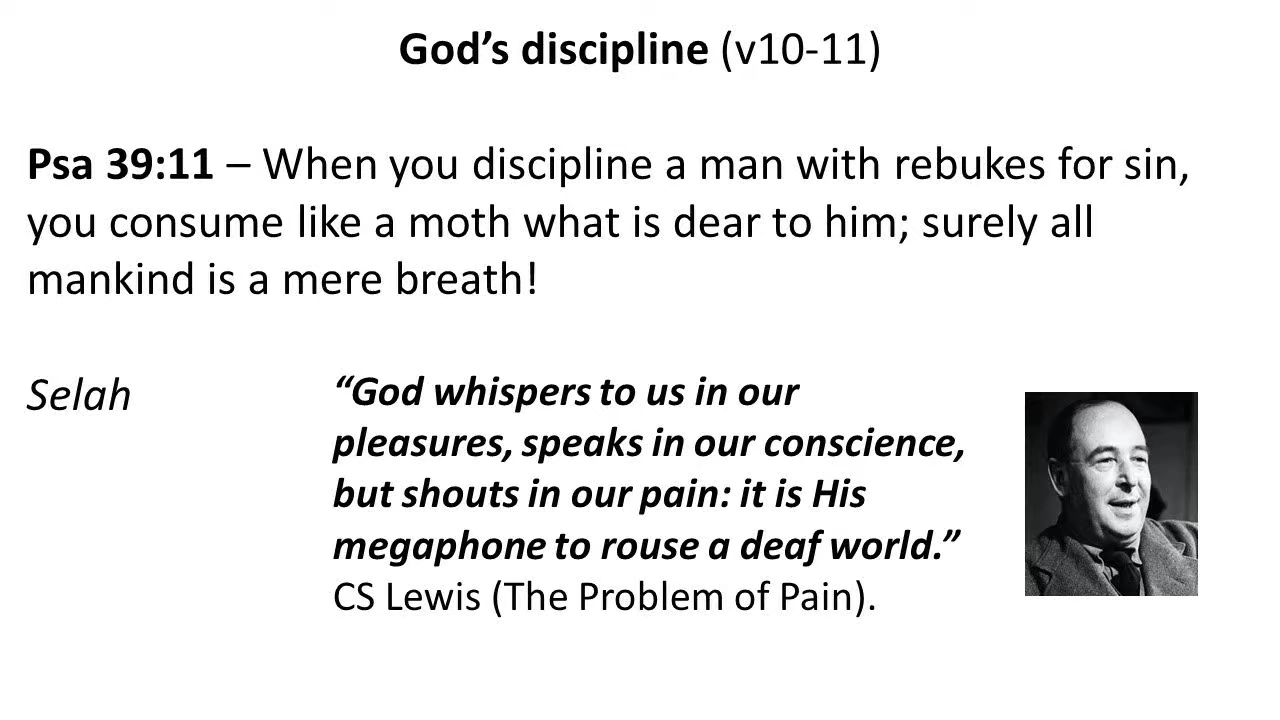 God’s discipline (v10-11)
Psa 39:11 – When you discipline a man with rebukes for sin,
you consume like a moth what is dear to him; surely all
mankind is a mere breath!
Selah
“God whispers to us in our
pleasures, speaks in our conscience,
but shouts in our pain: it is His
megaphone to rouse a deaf world.”
CS Lewis (The Problem of Pain).